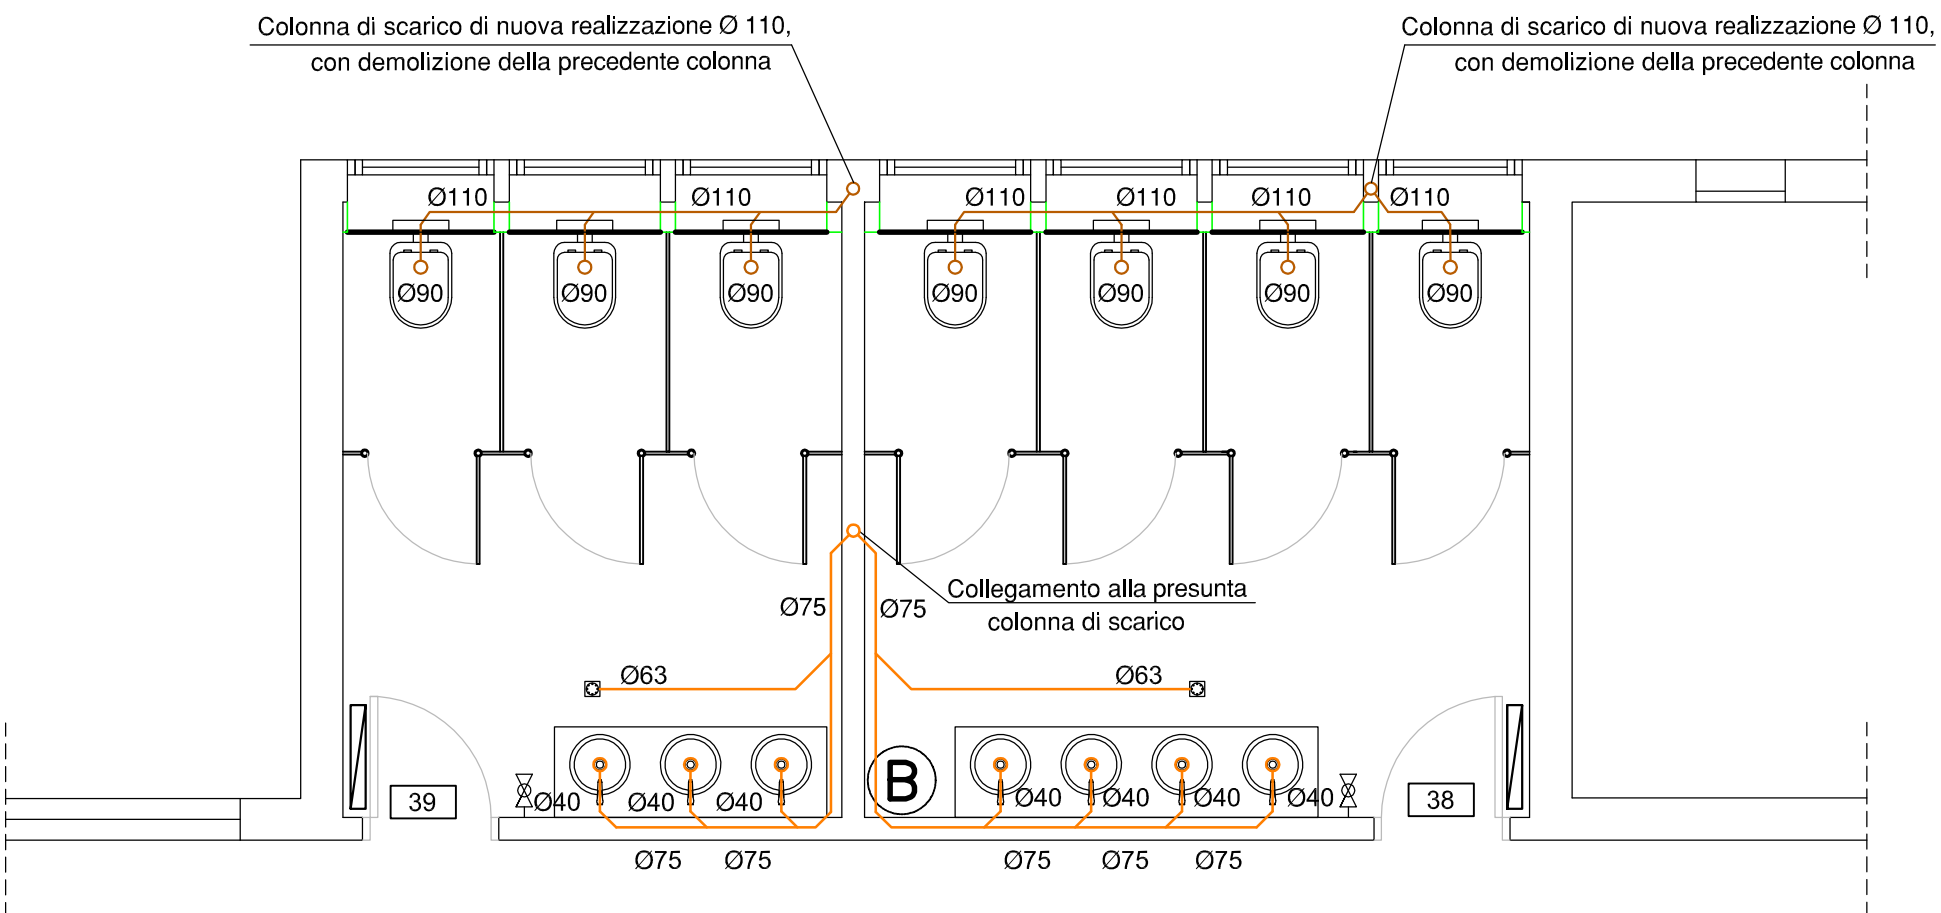 Colonna di scarico di nuova realizzazione Ø 110,
con demolizione della precedente colonna
Colonna di scarico di nuova realizzazione Ø 110,
con demolizione della precedente colonna
Ø110 Ø110 Ø110 Ø110 Ø110 Ø110
Ø90 Ø90 Ø90 Ø90 Ø90 Ø90 Ø90
Collegamento alla presunta
colonna di scarico
Ø75 Ø75
Ø63 Ø63
B
39 Ø40 Ø40 Ø40 Ø40 Ø40 Ø40 Ø40 38
Ø75 Ø75 Ø75 Ø75 Ø75